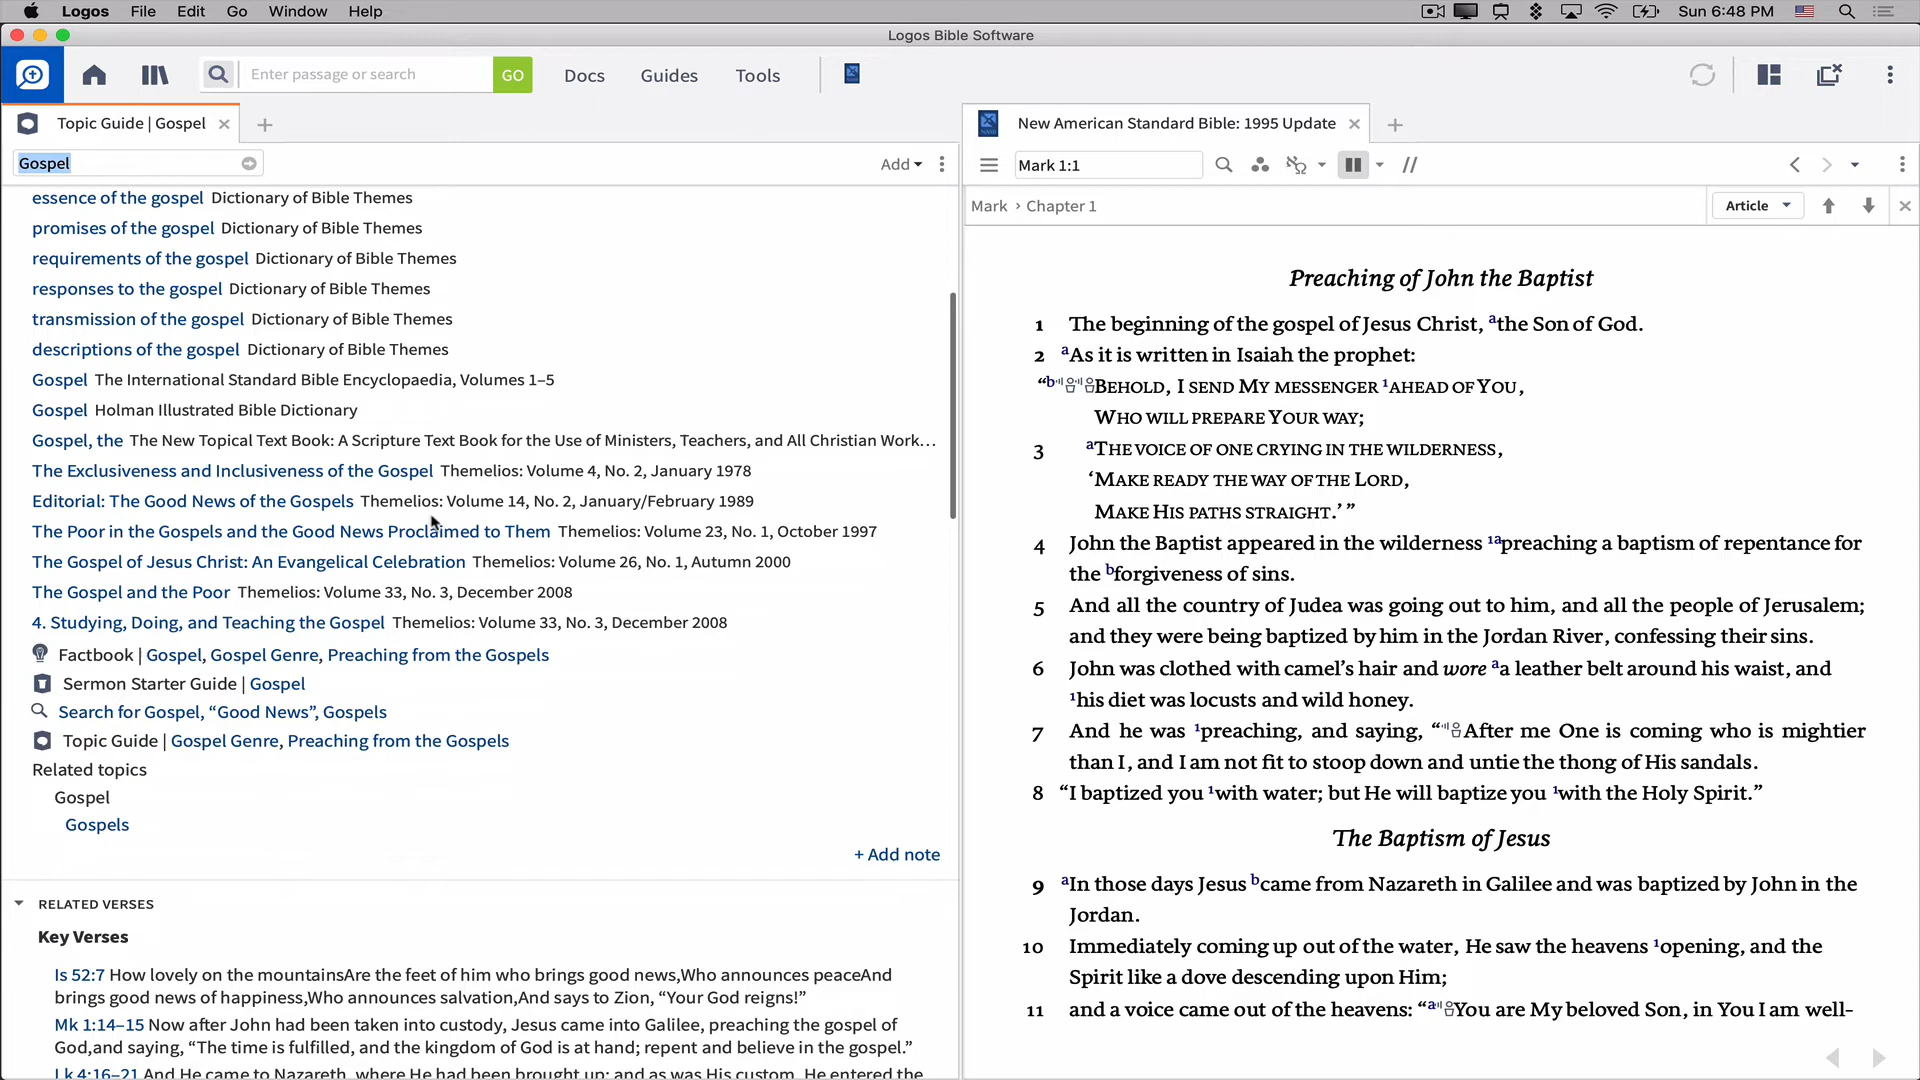 Logos File Edit Go Window Help Sun 6:48 PM
Logos Bible Software
Enter passage or search GO Docs Guides Tools
Topic Guide | Gospel
Gospel Add
essence of the gospel Dictionary of Bible Themes
promises of the gospel Dictionary of Bible Themes
requirements of the gospel Dictionary of Bible Themes
responses to the gospel Dictionary of Bible Themes
transmission of the gospel Dictionary of Bible Themes
descriptions of the gospel Dictionary of Bible Themes
Gospel The International Standard Bible Encyclopaedia, Volumes 1–5
Gospel Holman Illustrated Bible Dictionary
Gospel, the The New Topical Text Book: A Scripture Text Book for the Use of Ministers, Teachers, and All Christian Work…
The Exclusiveness and Inclusiveness of the Gospel Themelios: Volume 4, No. 2, January 1978
Editorial: The Good News of the Gospels Themelios: Volume 14, No. 2, January/February 1989
The Poor in the Gospels and the Good News Proclaimed to Them Themelios: Volume 23, No. 1, October 1997
The Gospel of Jesus Christ: An Evangelical Celebration Themelios: Volume 26, No. 1, Autumn 2000
The Gospel and the Poor Themelios: Volume 33, No. 3, December 2008
4. Studying, Doing, and Teaching the Gospel Themelios: Volume 33, No. 3, December 2008
Factbook | Gospel, Gospel Genre, Preaching from the Gospels
Sermon Starter Guide | Gospel
Search for Gospel, “Good News”, Gospels
Topic Guide | Gospel Genre, Preaching from the Gospels
Related topics
Gospel
Gospels
+ Add note
RELATED VERSES
Key Verses
Is 52:7 How lovely on the mountainsAre the feet of him who brings good news,Who announces peaceAnd
brings good news of happiness,Who announces salvation,And says to Zion, “Your God reigns!”
Mk 1:14–15 Now after John had been taken into custody, Jesus came into Galilee, preaching the gospel of
God,and saying, “The time is fulfilled, and the kingdom of God is at hand; repent and believe in the gospel.”
Lk 4:16–21 And He came to Nazareth, where He had been brought up; and as was His custom, He entered the
New American Standard Bible: 1995 Update
Mark 1:1
Mark › Chapter 1 Article
Preaching of John the Baptist
1 The beginning of the gospel of Jesus Christ, athe Son of God.
2 aAs it is written in Isaiah the prophet:
“bBEHOLD, I SEND MY MESSENGER 1AHEAD OF YOU,
WHO WILL PREPARE YOUR WAY;
3 aTHE VOICE OF ONE CRYING IN THE WILDERNESS,
‘MAKE READY THE WAY OF THE LORD,
MAKE HIS PATHS STRAIGHT.’ ”
4 John the Baptist appeared in the wilderness 1apreaching a baptism of repentance for
the bforgiveness of sins.
5 And all the country of Judea was going out to him, and all the people of Jerusalem;
and they were being baptized by him in the Jordan River, confessing their sins.
6 John was clothed with camel’s hair and wore aa leather belt around his waist, and
1his diet was locusts and wild honey.
7 And he was 1preaching, and saying, “After me One is coming who is mightier
than I, and I am not fit to stoop down and untie the thong of His sandals.
8 “I baptized you 1with water; but He will baptize you 1with the Holy Spirit.”
The Baptism of Jesus
9 aIn those days Jesus bcame from Nazareth in Galilee and was baptized by John in the
Jordan.
10 Immediately coming up out of the water, He saw the heavens 1opening, and the
Spirit like a dove descending upon Him;
11 and a voice came out of the heavens: “aYou are My beloved Son, in You I am well-